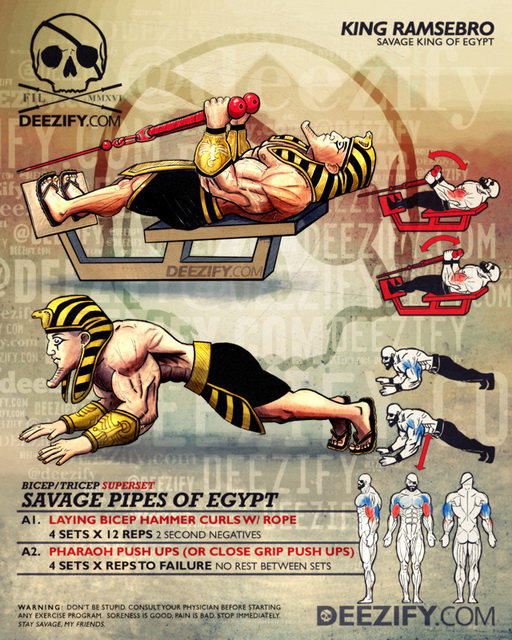 KING RAMSEBRO
SAVAGE KING OF EGYPT
FIL MMXVI
DEEZIFY.COM
DEEZIFY.COM
BICEP/TRICEP SUPERSET
SAVAGE PIPES OF EGYPT
A1. LAYING BICEP HAMMER CURLS W/ ROPE
4 SETS X 12 REPS 2 SECOND NEGATIVES
A2. PHARAOH PUSH UPS (OR CLOSE GRIP PUSH UPS)
4 SETS X REPS TO FAILURE NO REST BETWEEN SETS
WARNING: DON'T BE STUPID. CONSULT YOUR PHYSICIAN BEFORE STARTING
ANY EXERCISE PROGRAM. SORENESS IS GOOD. PAIN IS BAD. STOP IMMEDIATELY.
STAY SAVAGE, MY FRIENDS.
DEEZIFY.COM